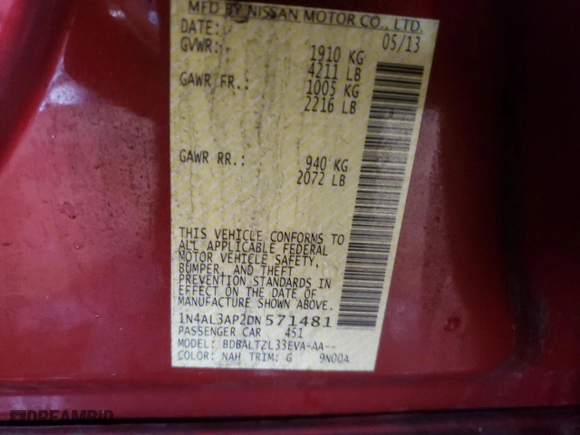 MFD BY NISSAN MOTOR CO., LTD.
DATE: 05/13
GVWR: 1910 KG
4211 LB
GAWR FR.: 1005 KG
2216 LB
GAWR RR.: 940 KG
2072 LB
THIS VEHICLE CONFORMS TO
ALL APPLICABLE FEDERAL
MOTOR VEHICLE SAFETY,
BUMPER, AND THEFT
PREVENTION STANDARDS IN
EFFECT ON THE DATE OF
MANUFACTURE SHOWN ABOVE.
1N4AL3AP2DN571481
PASSENGER CAR 451
MODEL: BDBALTZL33EVA-AA--
COLOR: NAH TRIM: G 9N00A
DREAMBID